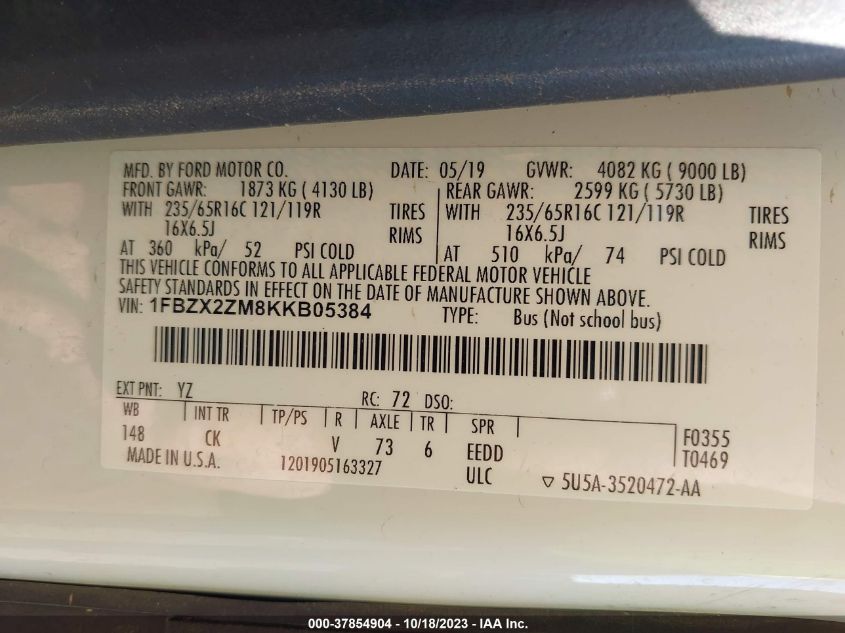 MFD. BY FORD MOTOR CO. DATE: 05/19 GVWR: 4082 KG ( 9000 LB)
FRONT GAWR: 1873 KG ( 4130 LB) REAR GAWR: 2599 KG ( 5730 LB)
WITH 235/65R16C 121/119R TIRES WITH 235/65R16C 121/119R TIRES
16X6.5J RIMS 16X6.5J RIMS
AT 360 kPa/ 52 PSI COLD AT 510 kPa/ 74 PSI COLD
THIS VEHICLE CONFORMS TO ALL APPLICABLE FEDERAL MOTOR VEHICLE
SAFETY STANDARDS IN EFFECT ON THE DATE OF MANUFACTURE SHOWN ABOVE.
VIN: 1FBZX2ZM8KKB05384 TYPE: Bus (Not school bus)
EXT PNT: YZ RC: 72 DSO:
WB INT TR TP/PS R AXLE TR SPR
148 CK V 73 6 EEDD F0355
MADE IN U.S.A. 1201905163327 ULC T0469
▽ 5U5A-3520472-AA
000-37854904 - 10/18/2023 - IAA Inc.